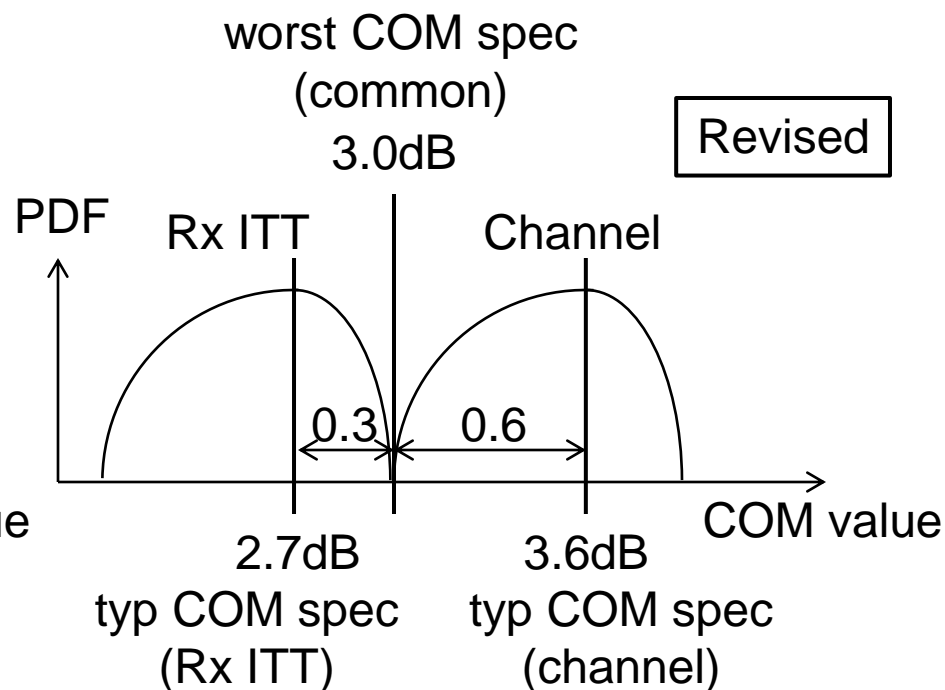 worst COM spec
(common)
3.0dB
Revised
PDF
Rx ITT
Channel
0.3
0.6
ue
COM value
2.7dB
typ COM spec
(Rx ITT)
3.6dB
typ COM spec
(channel)